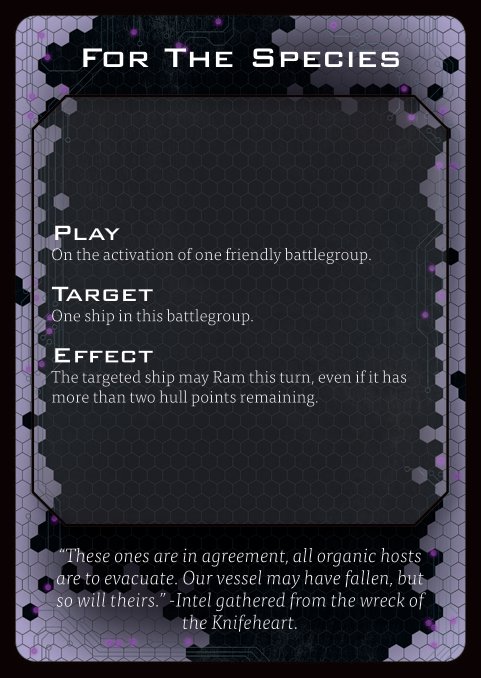 For The Species
Play
On the activation of one friendly battlegroup.
Target
One ship in this battlegroup.
Effect
The targeted ship may Ram this turn, even if it has
more than two hull points remaining.
“These ones are in agreement, all organic hosts
are to evacuate. Our vessel may have fallen, but
so will theirs.” -Intel gathered from the wreck of
the Knifeheart.